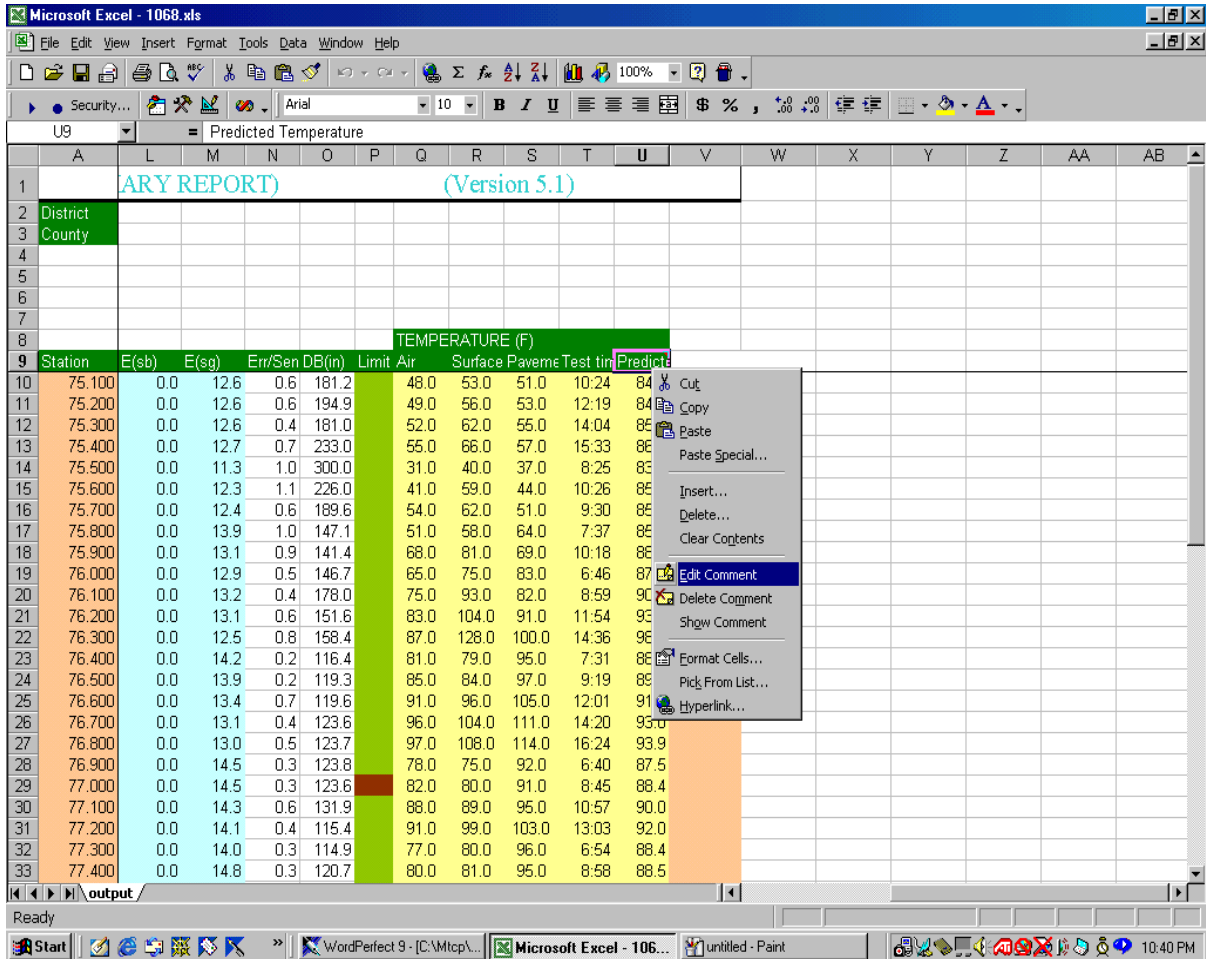 Microsoft Excel - 1068.xls
File Edit View Insert Format Tools Data Window Help
100%
Security... Arial 10 B I U $ % ,
U9 = Predicted Temperature
A L M N O P Q R S T U V W X Y Z AA AB
1 ARY REPORT) (Version 5.1)
2 District
3 County
4
5
6
7
8 TEMPERATURE (F)
9 Station E(sb) E(sg) Err/Sen DB(in) Limit Air Surface Paveme Test tim Predicte
10 75.100 0.0 12.6 0.6 181.2 48.0 53.0 51.0 10:24 84
11 75.200 0.0 12.6 0.6 194.9 49.0 56.0 53.0 12:19 84
12 75.300 0.0 12.6 0.4 181.0 52.0 62.0 55.0 14:04 85
13 75.400 0.0 12.7 0.7 233.0 55.0 66.0 57.0 15:33 86
14 75.500 0.0 11.3 1.0 300.0 31.0 40.0 37.0 8:25 83
15 75.600 0.0 12.3 1.1 226.0 41.0 59.0 44.0 10:26 85
16 75.700 0.0 12.4 0.6 189.6 54.0 62.0 51.0 9:30 85
17 75.800 0.0 13.9 1.0 147.1 51.0 58.0 64.0 7:37 85
18 75.900 0.0 13.1 0.9 141.4 68.0 81.0 69.0 10:18 88
19 76.000 0.0 12.9 0.5 146.7 65.0 75.0 83.0 6:46 87
20 76.100 0.0 13.2 0.4 178.0 75.0 93.0 82.0 8:59 90
21 76.200 0.0 13.1 0.6 151.6 83.0 104.0 91.0 11:54 93
22 76.300 0.0 12.5 0.8 158.4 87.0 128.0 100.0 14:36 98
23 76.400 0.0 14.2 0.2 116.4 81.0 79.0 95.0 7:31 88
24 76.500 0.0 13.9 0.2 119.3 85.0 84.0 97.0 9:19 89
25 76.600 0.0 13.4 0.7 119.6 91.0 96.0 105.0 12:01 91
26 76.700 0.0 13.1 0.4 123.6 96.0 104.0 111.0 14:20 93.0
27 76.800 0.0 13.0 0.5 123.7 97.0 108.0 114.0 16:24 93.9
28 76.900 0.0 14.5 0.3 123.8 78.0 75.0 92.0 6:40 87.5
29 77.000 0.0 14.5 0.3 123.6 82.0 80.0 91.0 8:45 88.4
30 77.100 0.0 14.3 0.6 131.9 88.0 89.0 95.0 10:57 90.0
31 77.200 0.0 14.1 0.4 115.4 91.0 99.0 103.0 13:03 92.0
32 77.300 0.0 14.0 0.3 114.9 77.0 80.0 96.0 6:54 88.4
33 77.400 0.0 14.8 0.3 120.7 80.0 81.0 95.0 8:58 88.5
Cut
Copy
Paste
Paste Special...
Insert...
Delete...
Clear Contents
Edit Comment
Delete Comment
Show Comment
Format Cells...
Pick From List...
Hyperlink...
output
Ready
Start » WordPerfect 9 - [C:\Mtcp\... Microsoft Excel - 106... untitled - Paint 10:40 PM